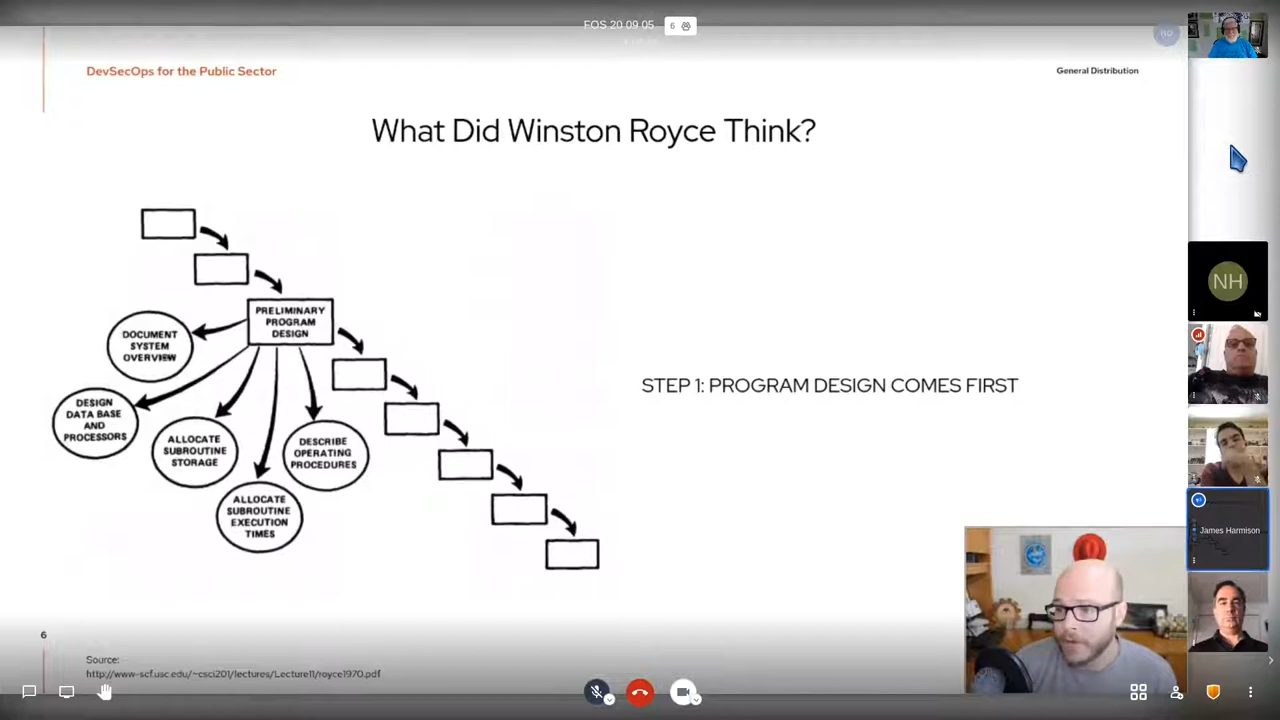 FOS 20 09 05
6
DevSecOps for the Public Sector
General Distribution
What Did Winston Royce Think?
PRELIMINARY
PROGRAM
DESIGN
DOCUMENT
SYSTEM
OVERVIEW
DESIGN
DATA BASE
AND
PROCESSORS
ALLOCATE
SUBROUTINE
STORAGE
DESCRIBE
OPERATING
PROCEDURES
ALLOCATE
SUBROUTINE
EXECUTION
TIMES
STEP 1: PROGRAM DESIGN COMES FIRST
NH
James Harmison
6
Source:
http://www-scf.usc.edu/~csci201/lectures/Lecture11/royce1970.pdf